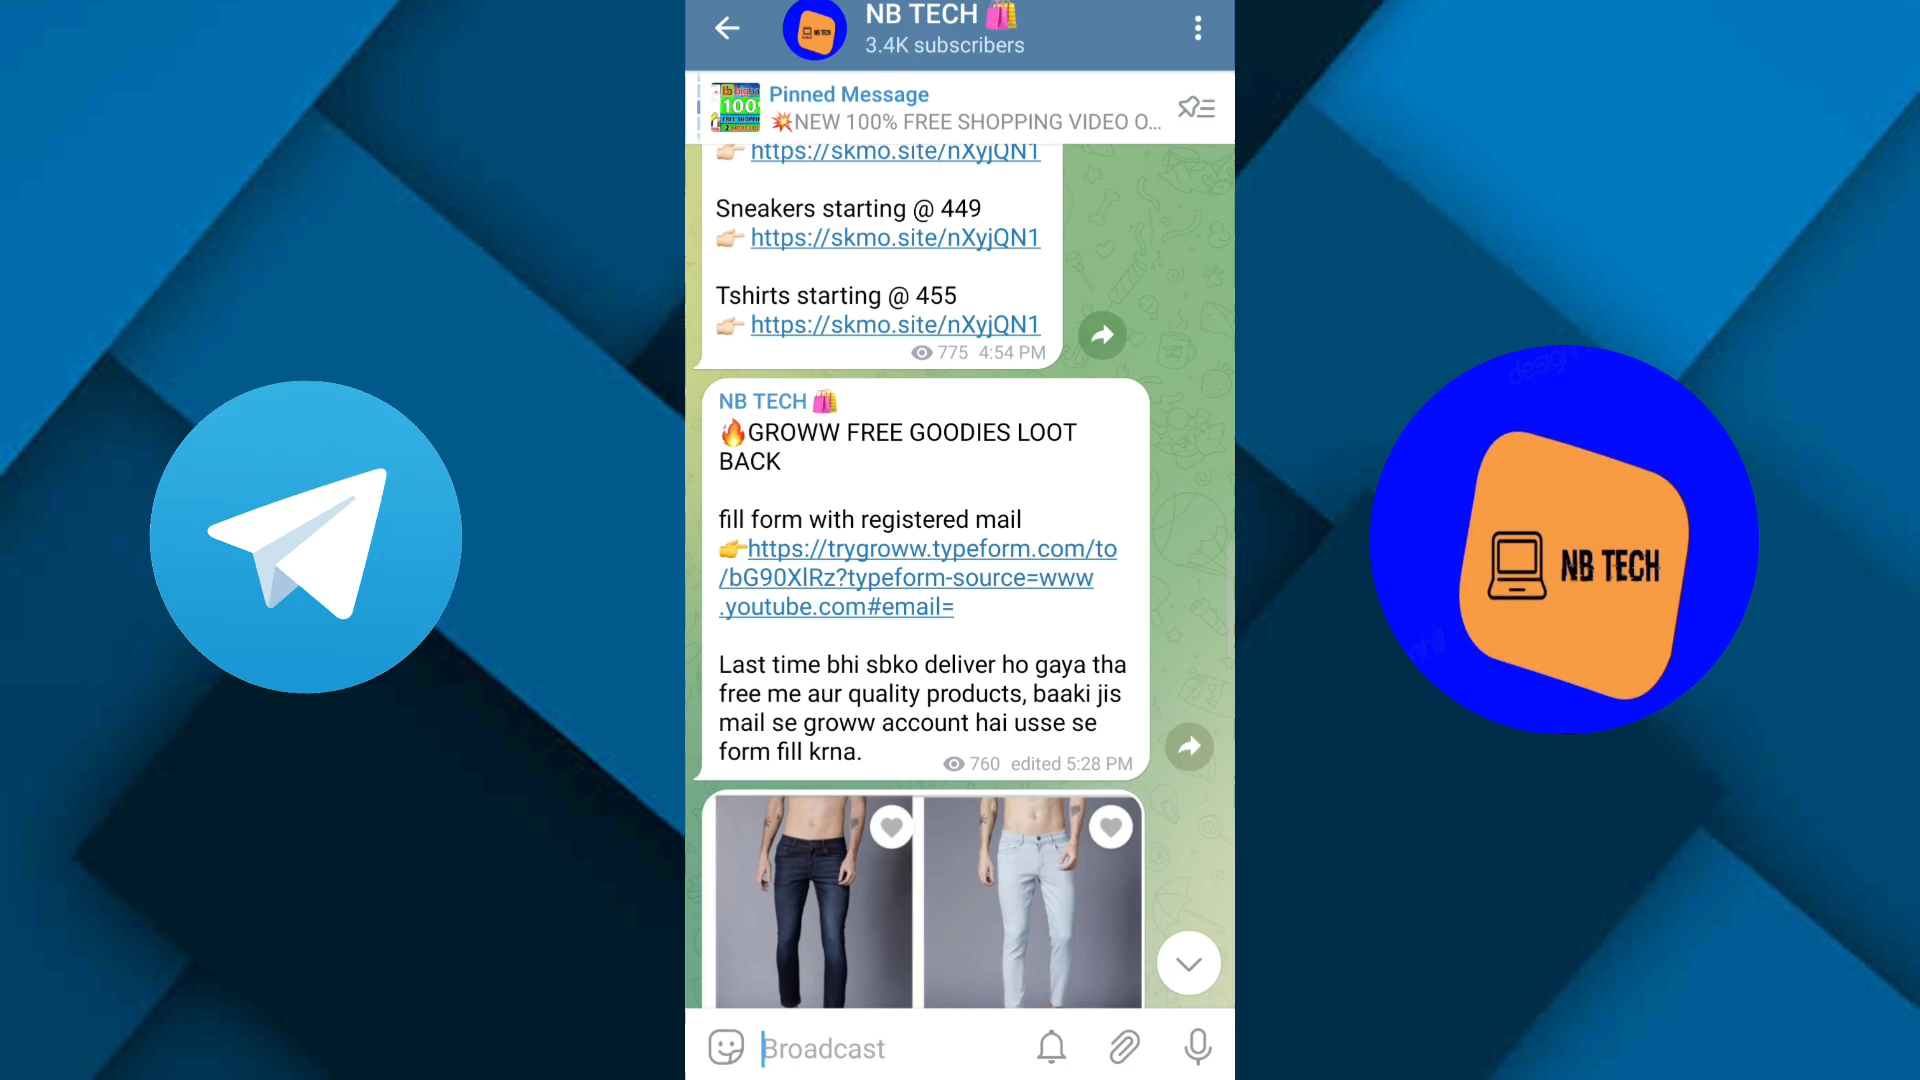 NB TECH 🛍️
3.4K subscribers
Pinned Message
💥NEW 100% FREE SHOPPING VIDEO O...
👉🏻 https://skmo.site/nXyjQN1
Sneakers starting @ 449
👉🏻 https://skmo.site/nXyjQN1
Tshirts starting @ 455
👉🏻 https://skmo.site/nXyjQN1
775 4:54 PM
NB TECH 🛍️
🔥GROWW FREE GOODIES LOOT
BACK
fill form with registered mail
👉https://trygroww.typeform.com/to
/bG90XlRz?typeform-source=www
.youtube.com#email=
Last time bhi sbko deliver ho gaya tha
free me aur quality products, baaki jis
mail se groww account hai usse se
form fill krna.
760 edited 5:28 PM
Broadcast
NB TECH